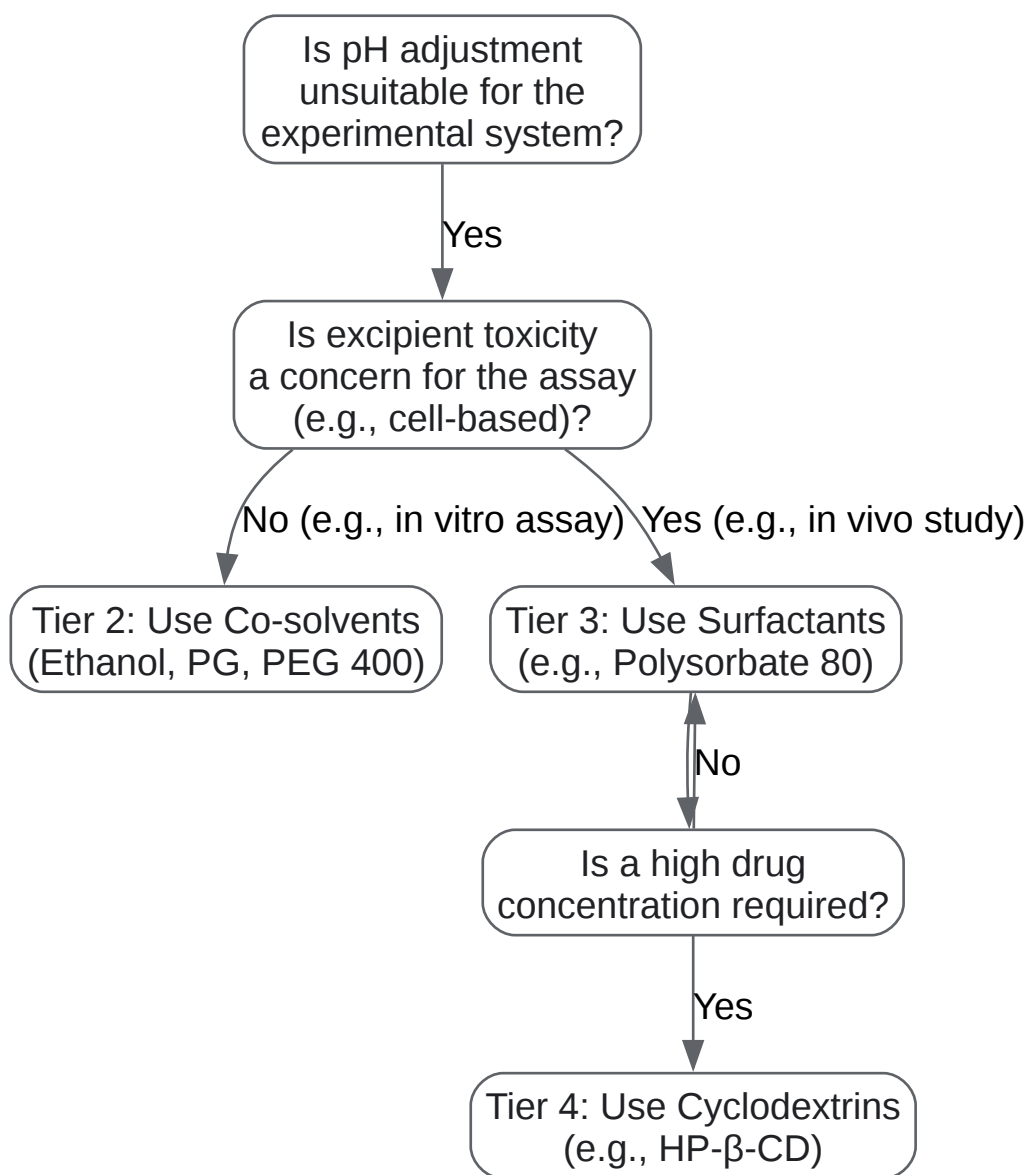 Is pH adjustment
unsuitable for the
experimental system?
Yes
Is excipient toxicity
a concern for the assay
(e.g., cell-based)?
No (e.g., in vitro assay)
Yes (e.g., in vivo study)
Tier 2: Use Co-solvents
(Ethanol, PG, PEG 400)
Tier 3: Use Surfactants
(e.g., Polysorbate 80)
No
Is a high drug
concentration required?
Yes
Tier 4: Use Cyclodextrins
(e.g., HP-β-CD)